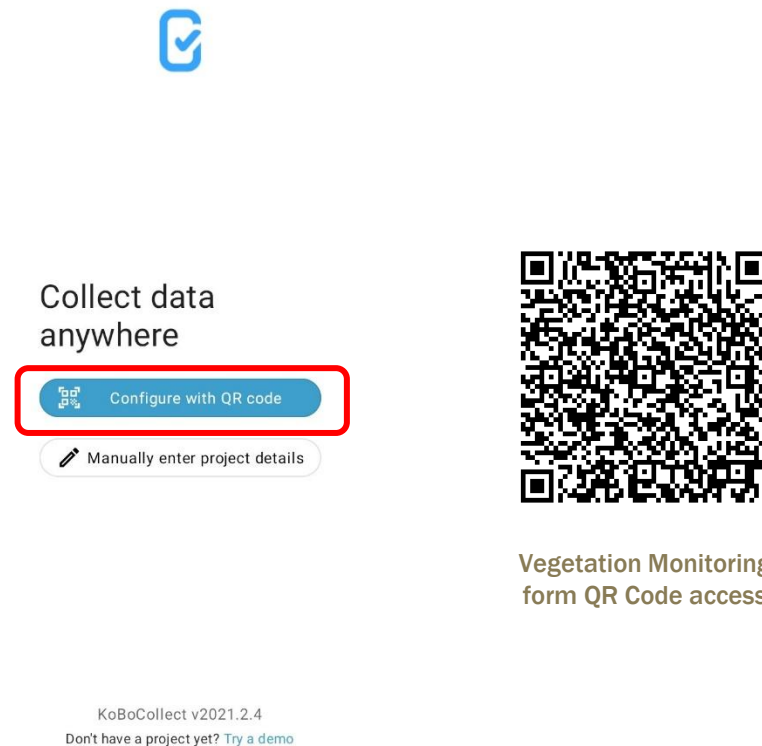 Collect data
anywhere
Configure with QR code
Manually enter project details
Vegetation Monitoring
form QR Code access
KoBoCollect v2021.2.4
Don't have a project yet? Try a demo